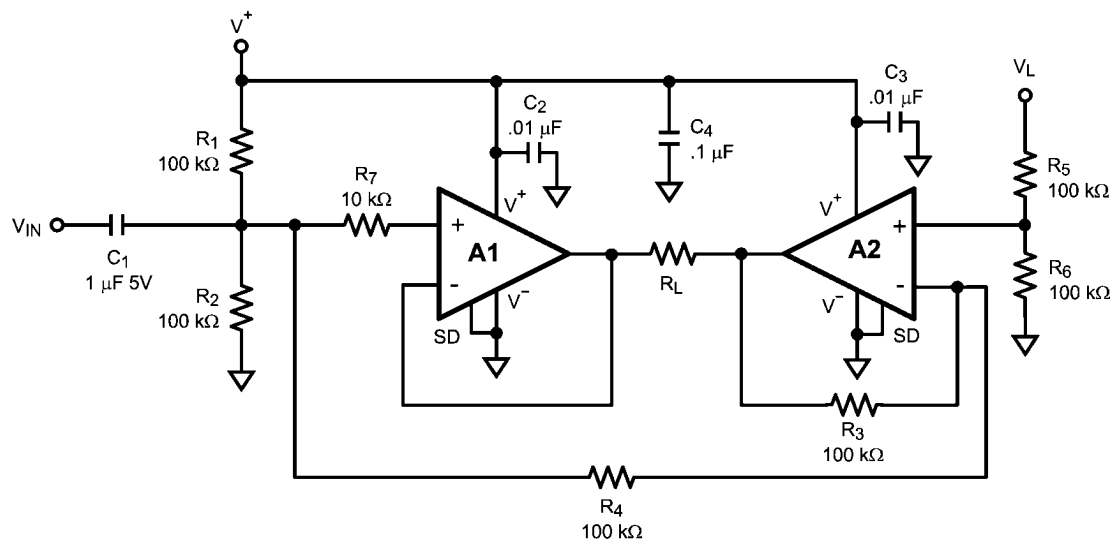 V+
R1
100 kΩ
VIN
C1
1 µF 5V
R2
100 kΩ
R7
10 kΩ
C2
.01 µF
V+
+
A1
-
V−
SD
C4
.1 µF
RL
C3
.01 µF
V+
+
A2
-
V−
SD
R3
100 kΩ
R4
100 kΩ
VL
R5
100 kΩ
R6
100 kΩ